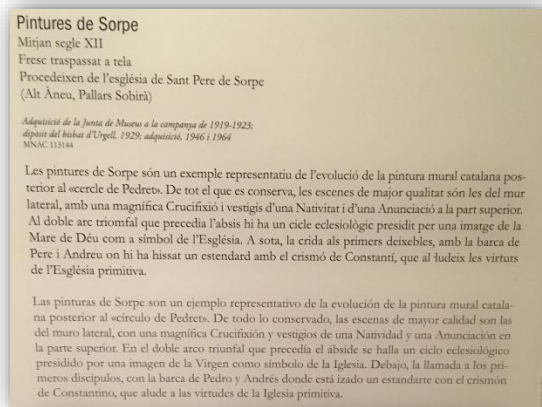 Pintures de Sorpe
Mitjan segle XII
Fresc traspassat a tela
Procedeixen de l'església de Sant Pere de Sorpe
(Alt Àneu, Pallars Sobirà)
Adquisició de la Junta de Museus a la campanya de 1919-1923;
dipòsit del bisbat d'Urgell, 1929; adquisició, 1946 i 1964
MNAC 113144
Les pintures de Sorpe són un exemple representatiu de l'evolució de la pintura mural catalana pos-
terior al «cercle de Pedret». De tot el que es conserva, les escenes de major qualitat són les del mur
lateral, amb una magnífica Crucifixió i vestigis d'una Nativitat i d'una Anunciació a la part superior.
Al doble arc triomfal que precedia l'absis hi ha un cicle eclesiològic presidit per una imatge de la
Mare de Déu com a símbol de l'Església. A sota, la crida als primers deixebles, amb la barca de
Pere i Andreu on hi ha hissat un estendard amb el crismó de Constantí, que al·ludeix les virtuts
de l'Església primitiva.
Las pinturas de Sorpe son un ejemplo representativo de la evolución de la pintura mural catala-
na posterior al «círculo de Pedret». De todo lo conservado, las escenas de mayor calidad son las
del muro lateral, con una magnífica Crucifixión y vestigios de una Natividad y una Anunciación en
la parte superior. En el doble arco triunfal que precedía el ábside se halla un ciclo eclesiológico
presidido por una imagen de la Virgen como símbolo de la Iglesia. Debajo, la llamada a los pri-
meros discípulos, con la barca de Pedro y Andrés donde está izado un estandarte con el crismón
de Constantino, que alude a las virtudes de la Iglesia primitiva.